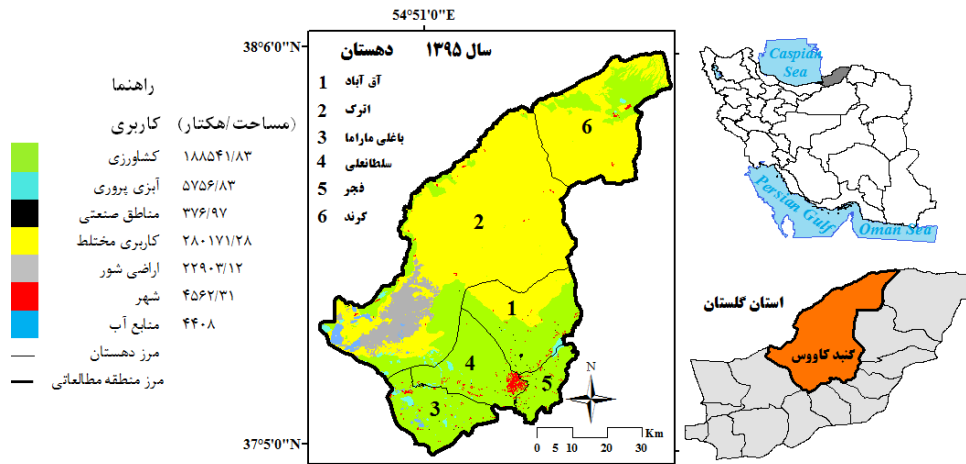 54°51'0"E
38°6'0"N
37°5'0"N
سال ۱۳۹۵
دهستان
1 آق آباد
2 اترک
3 باغلی ماراما
4 سلطانعلی
5 فجر
6 کرند
6
2
1
4
5
3
N
Km
0 5 10 20 30
راهنما
کاربری (مساحت/هکتار)
کشاورزی ۱۸۸۵۴۱/۸۳
آبزی پروری ۵۷۵۶/۸۳
مناطق صنعتی ۳۷۶/۹۷
کاربری مختلط ۲۸۰۱۷۱/۲۸
اراضی شور ۲۲۹۰۳/۱۲
شهر ۴۵۶۲/۳۱
منابع آب ۴۴۰۸
مرز دهستان
مرز منطقه مطالعاتی
Caspian
Sea
Persian Gulf
Oman Sea
استان گلستان
گنبد کاووس